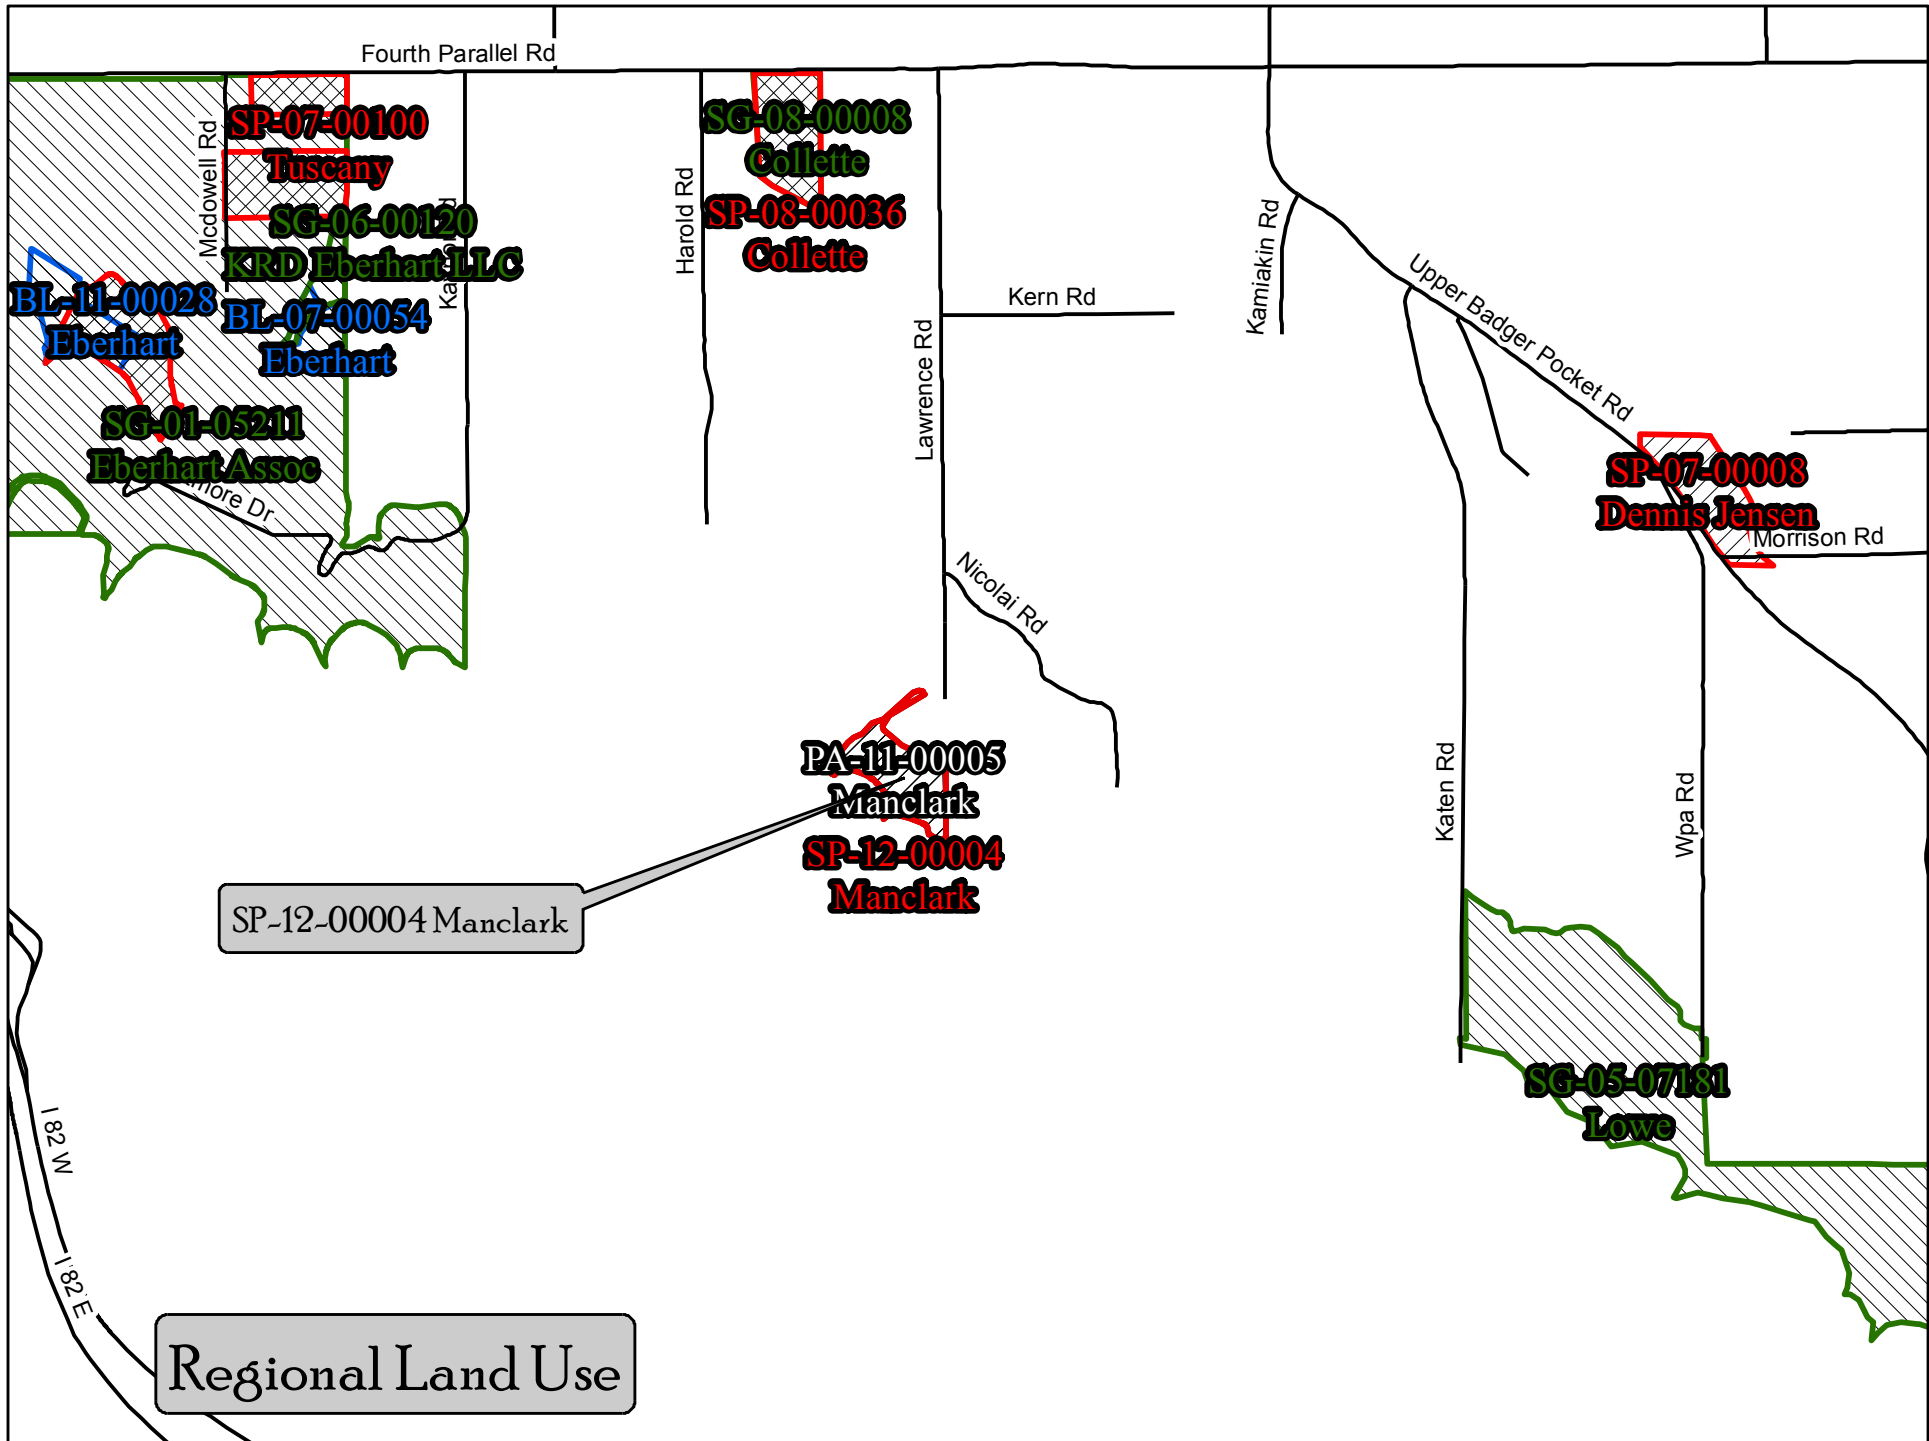 Fourth Parallel Rd
Mcdowell Rd
SP-07-00100
Tuscany
SG-06-00120
KRD Eberhart LLC
BL-07-00054
Eberhart
BL-11-00028
Eberhart
SG-01-05211
Eberhart Assoc
Dr
Harold Rd
SG-08-00008
Collette
SP-08-00036
Collette
Lawrence Rd
Kern Rd
Kamiakin Rd
Upper Badger Pocket Rd
SP-07-00008
Dennis Jensen
Morrison Rd
Nicolai Rd
PA-11-00005
Manclark
SP-12-00004
Manclark
SP-12-00004 Manclark
Katen Rd
Wpa Rd
SG-05-07181
Lowe
I 82 W
I 82 E
Regional Land Use